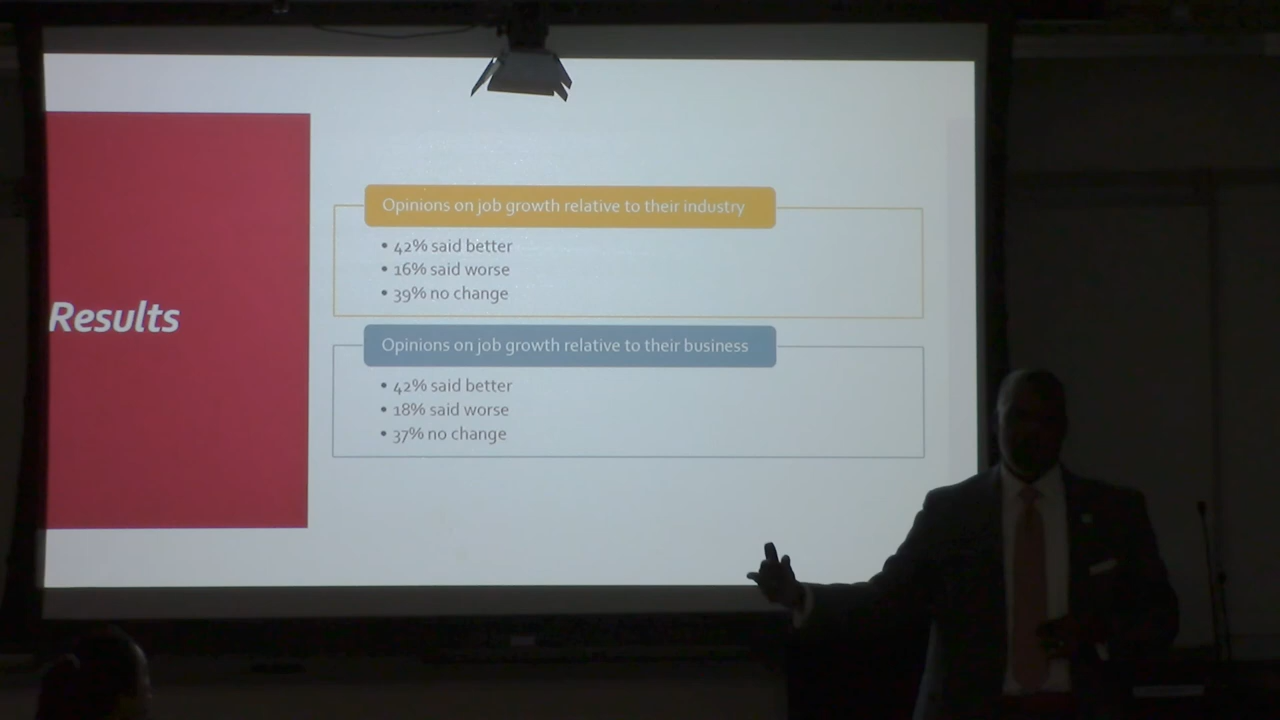 Results
Opinions on job growth relative to their industry
• 42% said better
• 16% said worse
• 39% no change
Opinions on job growth relative to their business
• 42% said better
• 18% said worse
• 37% no change